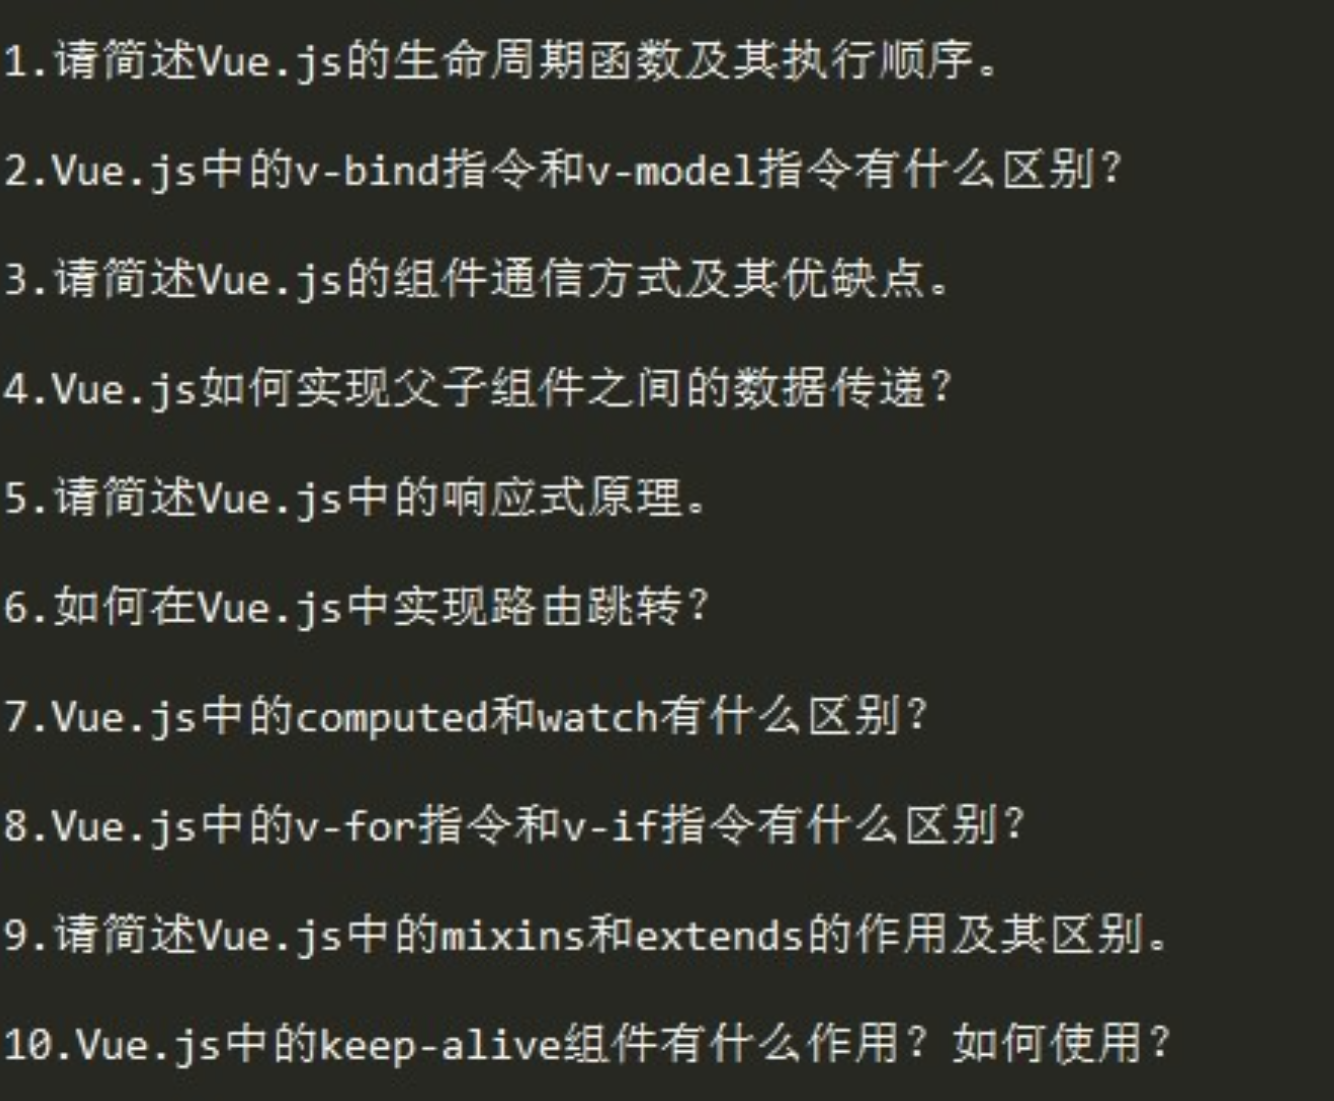 1.请简述Vue.js的生命周期函数及其执行顺序。
2.Vue.js中的v-bind指令和v-model指令有什么区别？
3.请简述Vue.js的组件通信方式及其优缺点。
4.Vue.js如何实现父子组件之间的数据传递？
5.请简述Vue.js中的响应式原理。
6.如何在Vue.js中实现路由跳转？
7.Vue.js中的computed和watch有什么区别？
8.Vue.js中的v-for指令和v-if指令有什么区别？
9.请简述Vue.js中的mixins和extends的作用及其区别。
10.Vue.js中的keep-alive组件有什么作用？如何使用？